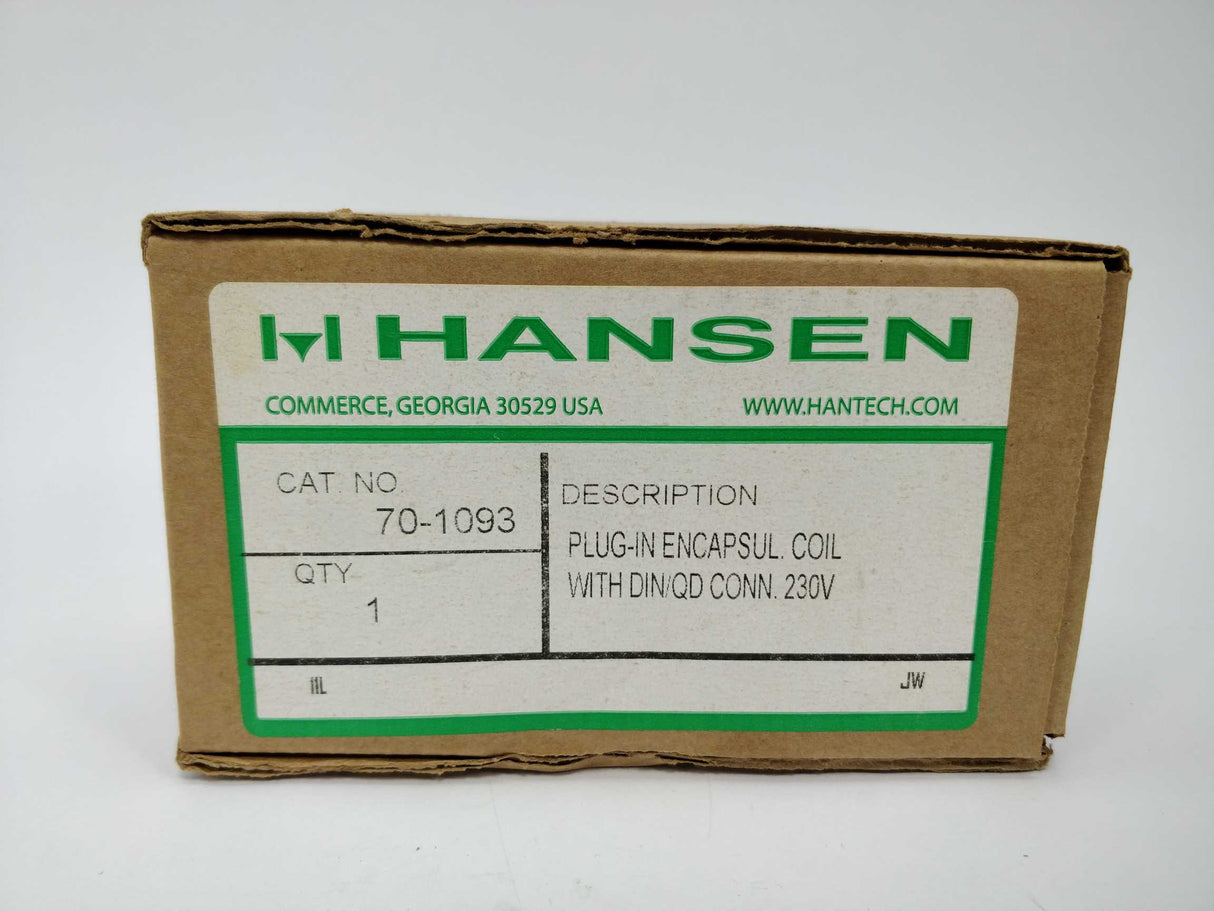 HANSEN
COMMERCE, GEORGIA 30529 USA WWW.HANTECH.COM
CAT. NO.
70-1093
QTY
1
DESCRIPTION
PLUG-IN ENCAPSUL. COIL
WITH DIN/QD CONN. 230V
JW